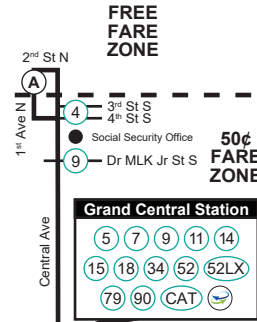 FREE
FARE
ZONE
2nd St N
A
1st Ave N
4
3rd St S
4th St S
Social Security Office
50¢
FARE
ZONE
9
Dr MLK Jr St S
Central Ave
Grand Central Station
5 7 9 11 14
15 18 34 52 52LX
79 90 CAT